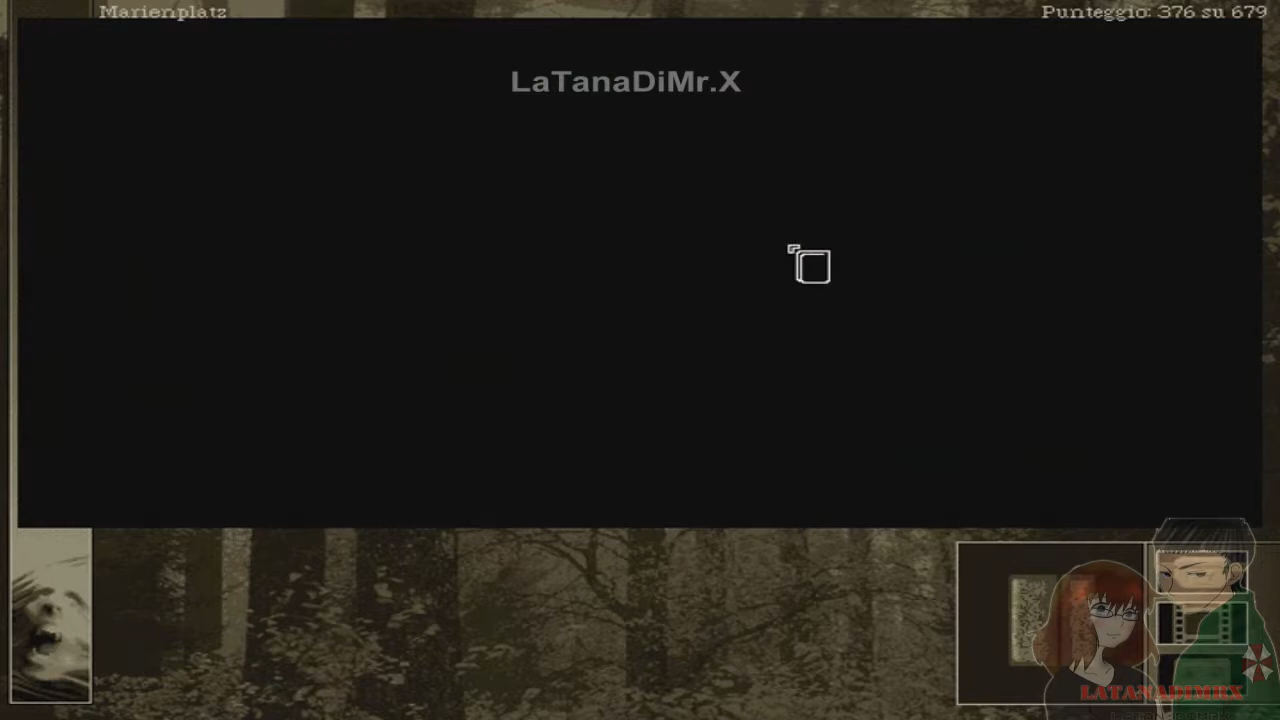 Marienplatz
Punteggio: 376 su 679
LaTanaDiMr.X
LATANADIMRX